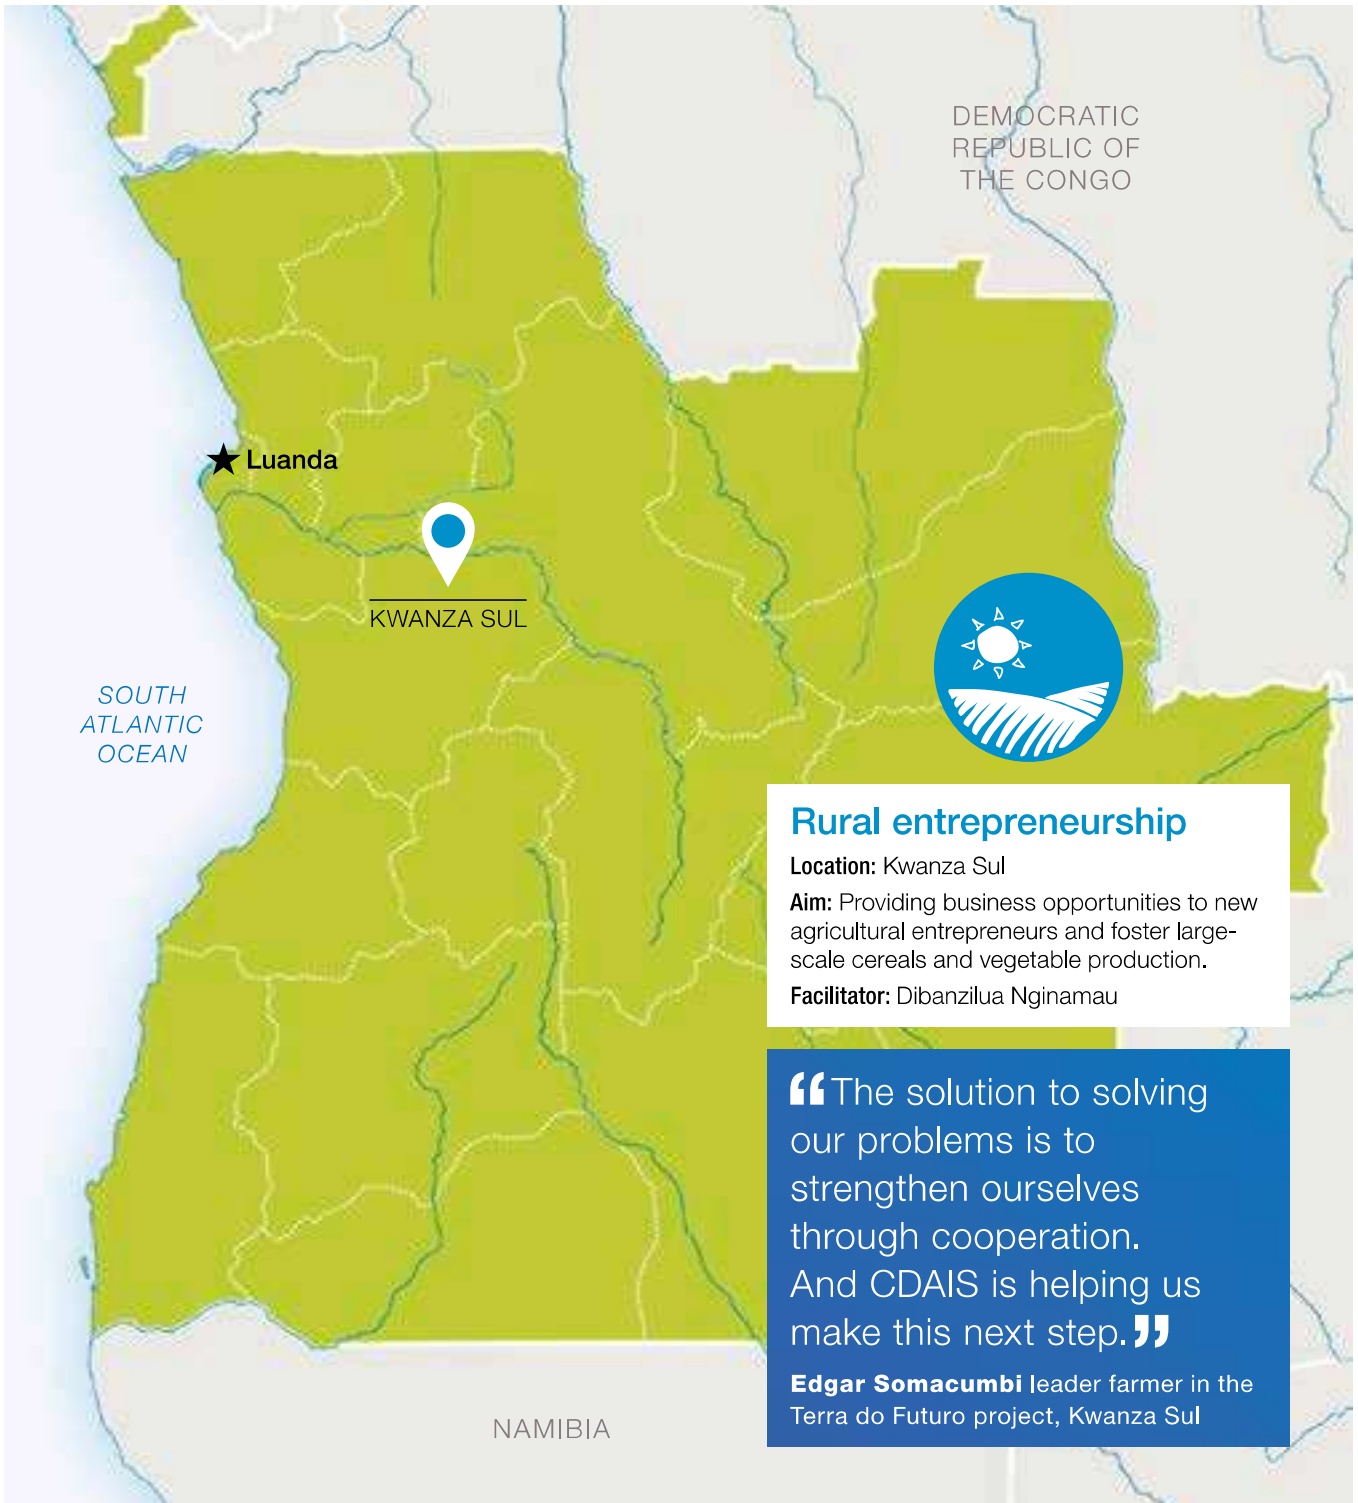 DEMOCRATIC
REPUBLIC OF
THE CONGO
Luanda
KWANZA SUL
SOUTH
ATLANTIC
OCEAN
Rural entrepreneurship
Location: Kwanza Sul
Aim: Providing business opportunities to new
agricultural entrepreneurs and foster large-
scale cereals and vegetable production.
Facilitator: Dibanzilua Nginamau
“The solution to solving
our problems is to
strengthen ourselves
through cooperation.
And CDAIS is helping us
make this next step.”
Edgar Somacumbi leader farmer in the
Terra do Futuro project, Kwanza Sul
NAMIBIA